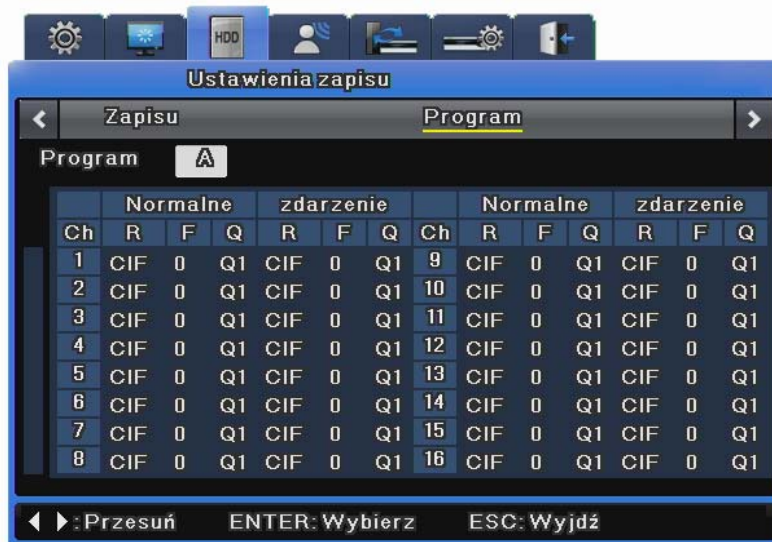 HDD
Ustawienia zapisu
Zapisu Program
Program A
Normalne zdarzenie Normalne zdarzenie
Ch R F Q R F Q Ch R F Q R F Q
1 CIF 0 Q1 CIF 0 Q1 9 CIF 0 Q1 CIF 0 Q1
2 CIF 0 Q1 CIF 0 Q1 10 CIF 0 Q1 CIF 0 Q1
3 CIF 0 Q1 CIF 0 Q1 11 CIF 0 Q1 CIF 0 Q1
4 CIF 0 Q1 CIF 0 Q1 12 CIF 0 Q1 CIF 0 Q1
5 CIF 0 Q1 CIF 0 Q1 13 CIF 0 Q1 CIF 0 Q1
6 CIF 0 Q1 CIF 0 Q1 14 CIF 0 Q1 CIF 0 Q1
7 CIF 0 Q1 CIF 0 Q1 15 CIF 0 Q1 CIF 0 Q1
8 CIF 0 Q1 CIF 0 Q1 16 CIF 0 Q1 CIF 0 Q1
:Przesuń ENTER:Wybierz ESC:Wyjdź